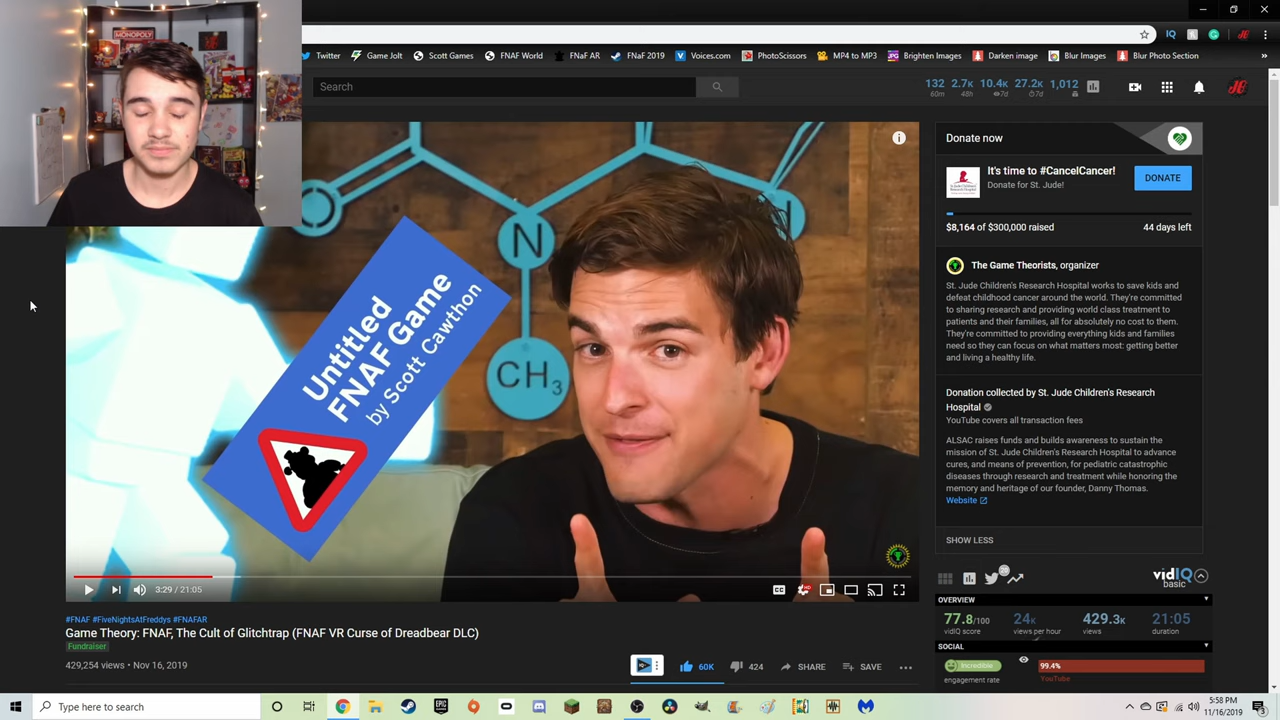 MONOPOLY
Twitter
Game Jolt
Scott Games
FNAF World
FNaF AR
FNAF 2019
Voices.com
PhotoScissors
MP4 to MP3
Brighten Images
Darken image
Blur Images
Blur Photo Section
»
Search
132 2.7K 10.4K 27.2K 1,012
60m 48h 7d 7d
Untitled
FNAF Game
by Scott Cawthon
N
N
CH3
3:29 / 21:05
CC
HD
#FNAF #FiveNightsAtFreddys #FNAFAR
Game Theory: FNAF, The Cult of Glitchtrap (FNAF VR Curse of Dreadbear DLC)
Fundraiser
429,254 views • Nov 16, 2019
60K
424
SHARE
SAVE
Donate now
It's time to #CancelCancer!
Donate for St. Jude!
DONATE
$8,164 of $300,000 raised
44 days left
The Game Theorists, organizer
St. Jude Children's Research Hospital works to save kids and
defeat childhood cancer around the world. They're committed
to sharing research and providing world class treatment to
patients and their families, all for absolutely no cost to them.
They're committed to providing everything kids and families
need so they can focus on what matters most: getting better
and living a healthy life.
Donation collected by St. Jude Children's Research
Hospital
YouTube covers all transaction fees
ALSAC raises funds and builds awareness to sustain the
mission of St. Jude Children's Research Hospital to advance
cures, and means of prevention, for pediatric catastrophic
diseases through research and treatment while honoring the
memory and heritage of our founder, Danny Thomas.
Website
SHOW LESS
vidIQ
basic
OVERVIEW
77.8/100 24K 429.3K 21:05
vidIQ score views per hour views duration
SOCIAL
Incredible
engagement rate
99.4%
YouTube
Type here to search
5:58 PM
11/16/2019